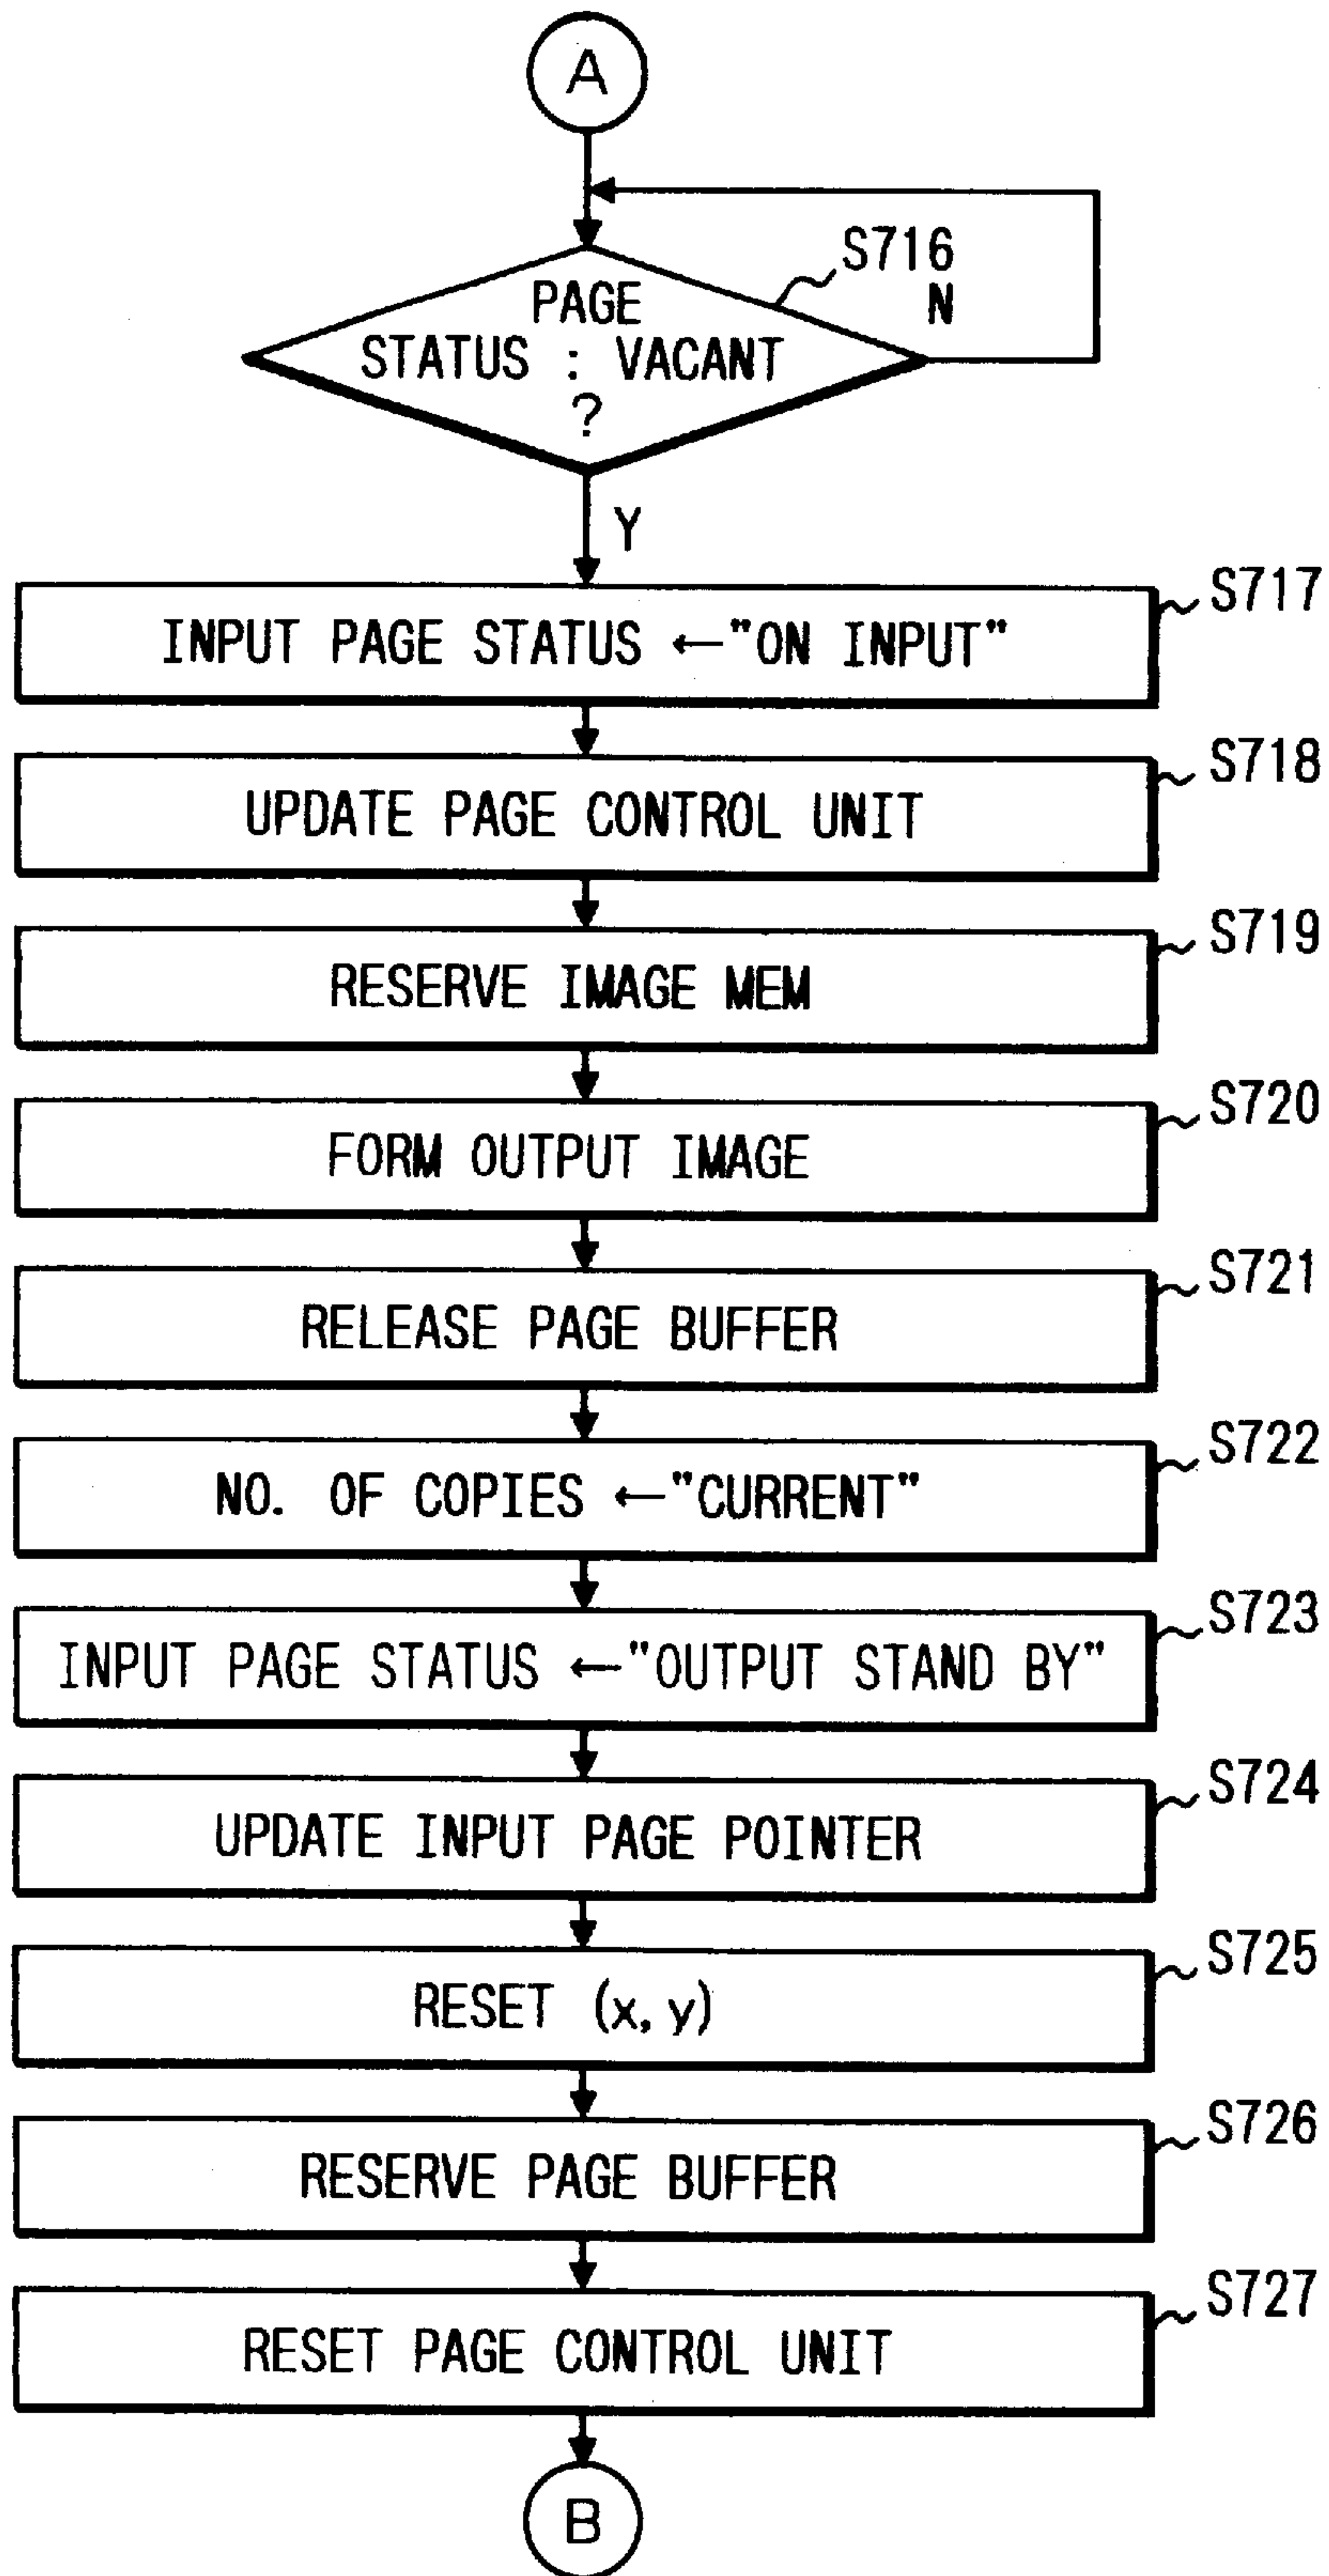 A
S716
PAGE
N
STATUS : VACANT
?
Y
S717
INPUT PAGE STATUS ←"ON INPUT"
S718
UPDATE PAGE CONTROL UNIT
S719
RESERVE IMAGE MEM
S720
FORM OUTPUT IMAGE
S721
RELEASE PAGE BUFFER
S722
NO. OF COPIES ←"CURRENT"
S723
INPUT PAGE STATUS ←"OUTPUT STAND BY"
S724
UPDATE INPUT PAGE POINTER
S725
RESET (x, y)
S726
RESERVE PAGE BUFFER
S727
RESET PAGE CONTROL UNIT
B